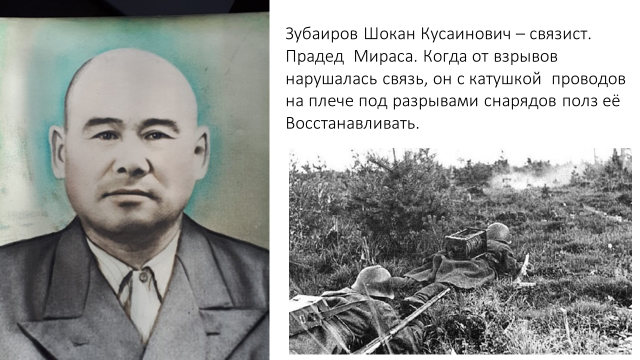 Зубаиров Шокан Кусаинович – связист.
Прадед  Мираса. Когда от взрывов
нарушалась связь, он с катушкой  проводов
на плече под разрывами снарядов полз её
Восстанавливать.